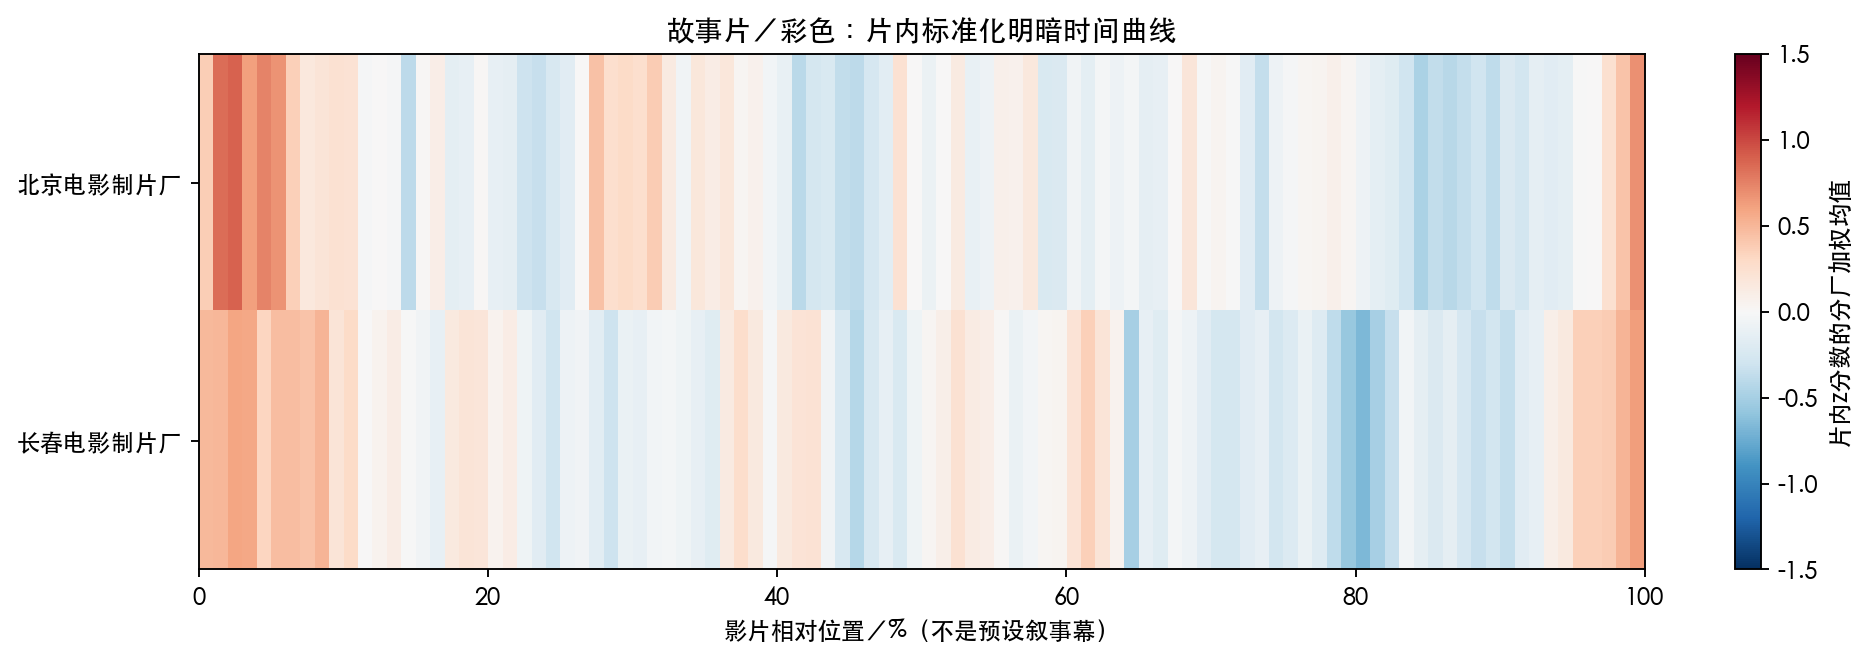 故事片／彩色：片内标准化明暗时间曲线
北京电影制片厂
长春电影制片厂
0 20 40 60 80 100
影片相对位置／%（不是预设叙事幕）
1.5
1.0
0.5
0.0
-0.5
-1.0
-1.5
片内z分数的分厂加权均值